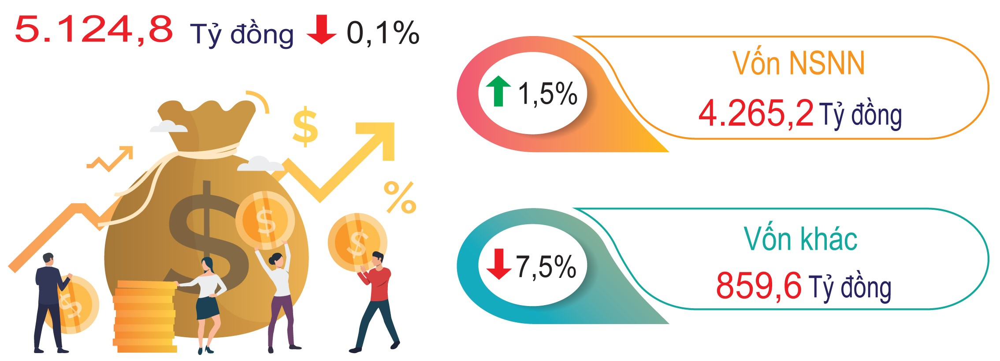 5.124,8 Tỷ đồng 0,1%
$
%
$
$
$
$
1,5%
Vốn NSNN
4.265,2 Tỷ đồng
7,5%
Vốn khác
859,6 Tỷ đồng